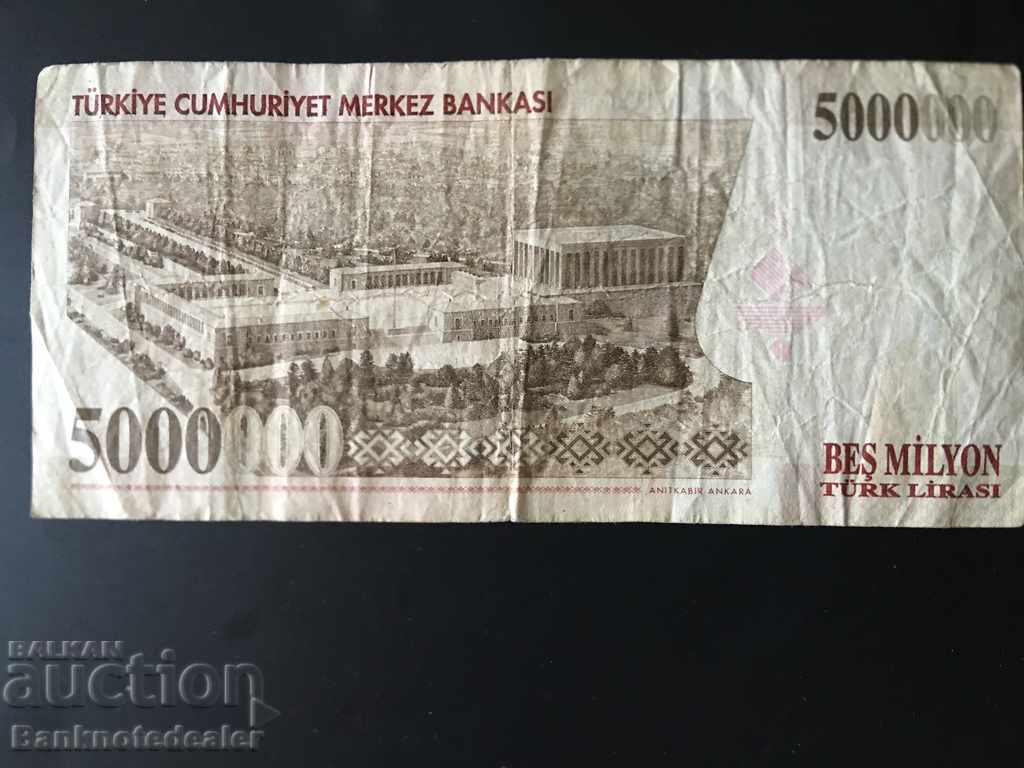 TÜRKİYE CUMHURİYET MERKEZ BANKASI
5000000
5000000
ANITKABİR ANKARA
BEŞ MİLYON
TÜRK LİRASI
BALKAN
auction
Banknotedealer